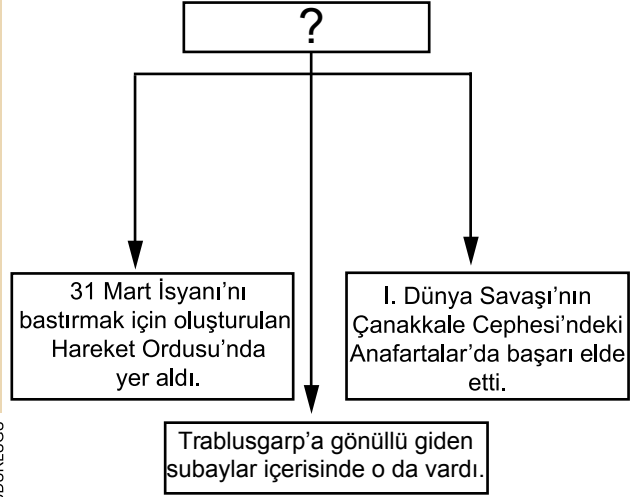 ?
31 Mart İsyanı’nı
bastırmak için oluşturulan
Hareket Ordusu’nda
yer aldı.
I. Dünya Savaşı’nın
Çanakkale Cephesi’ndeki
Anafartalar’da başarı elde
etti.
Trablusgarp’a gönüllü giden
subaylar içerisinde o da vardı.